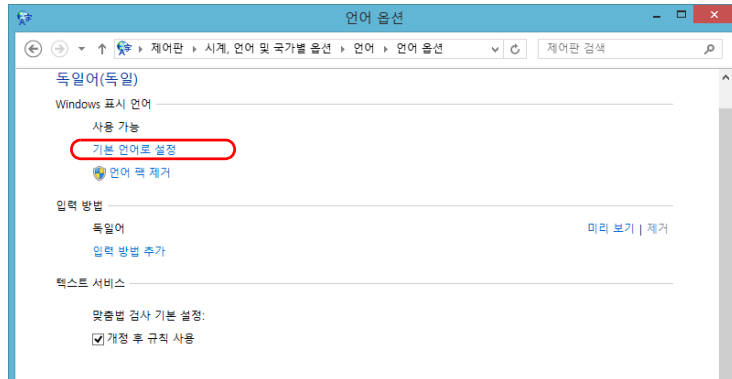 언어 옵션
제어판 ▸ 시계, 언어 및 국가별 옵션 ▸ 언어 ▸ 언어 옵션 제어판 검색
독일어(독일)
Windows 표시 언어
사용 가능
기본 언어로 설정
언어 팩 제거
입력 방법
독일어 미리 보기 | 제거
입력 방법 추가
텍스트 서비스
맞춤법 검사 기본 설정:
개정 후 규칙 사용